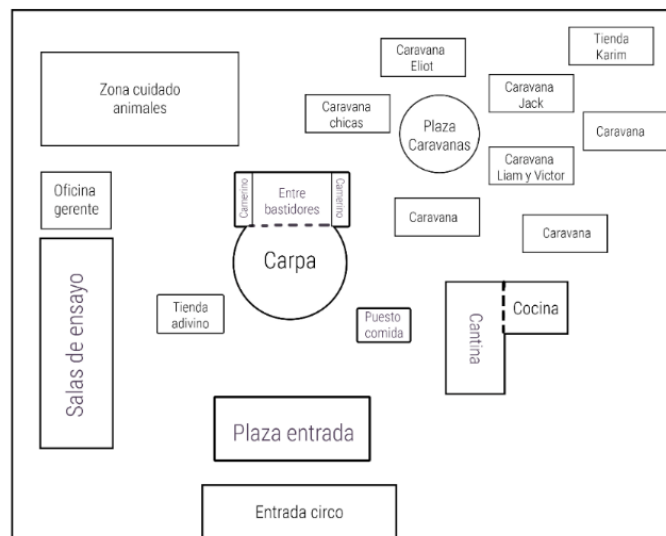 Tienda
Karim
Caravana
Eliot
Zona cuidado
animales
Caravana
Jack
Caravana
chicas
Plaza
Caravanas
Caravana
Caravana
Liam y Victor
Oficina
gerente
Camerino
Entre
bastidores
Camerino
Caravana
Caravana
Carpa
Salas de ensayo
Tienda
adivino
Puesto
comida
Cantina
Cocina
Plaza entrada
Entrada circo